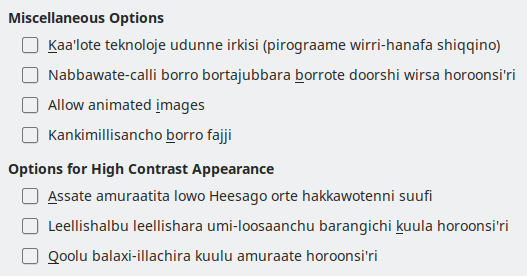 Miscellaneous Options
Kaa'lote teknoloje udunne irkisi (pirograame wirri-hanafa shiqqino)
Nabbawate-calli borro bortajubbara borrote doorshi wirsa horoonsi'ri
Allow animated images
Kankimillisancho borro fajji
Options for High Contrast Appearance
Assate amuraatita lowo Heesago orte hakkawotenni suufi
Leellishalbu leellishara umi-loosaanchu barangichi kuula horoonsi'ri
Qoolu balaxi-illachira kuulu amuraate horoonsi'ri